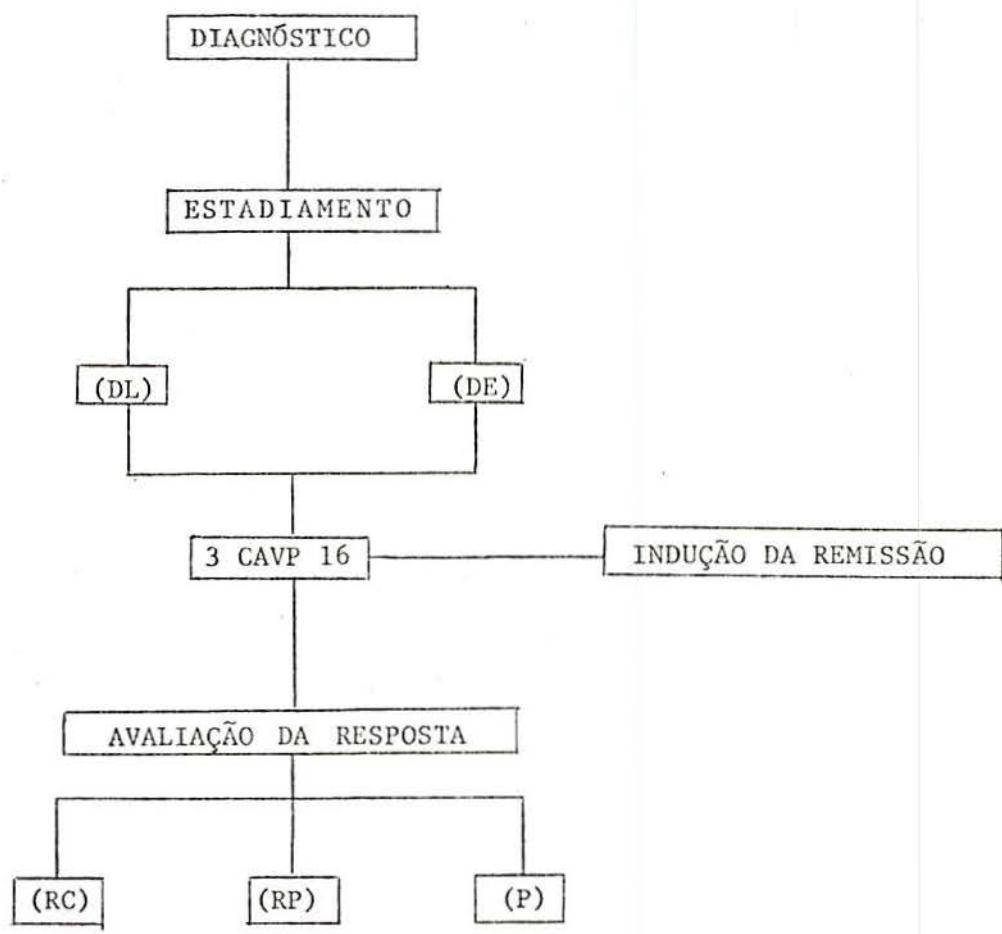 DIAGNÓSTICO
ESTADIAMENTO
(DL)
(DE)
3 CAVP 16
INDUÇÃO DA REMISSÃO
AVALIAÇÃO DA RESPOSTA
(RC)
(RP)
(P)